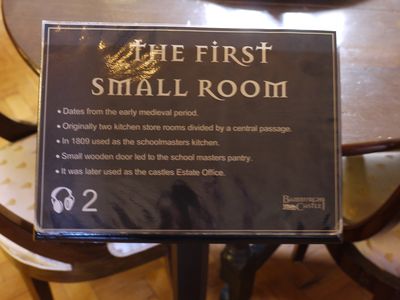 THE FIRST
SMALL ROOM
• Dates from the early medieval period.
• Originally two kitchen store rooms divided by a central passage.
• In 1809 used as the schoolmasters kitchen.
• Small wooden door led to the school masters pantry.
• It was later used as the castles Estate Office.
2
BAMBURGH
CASTLE